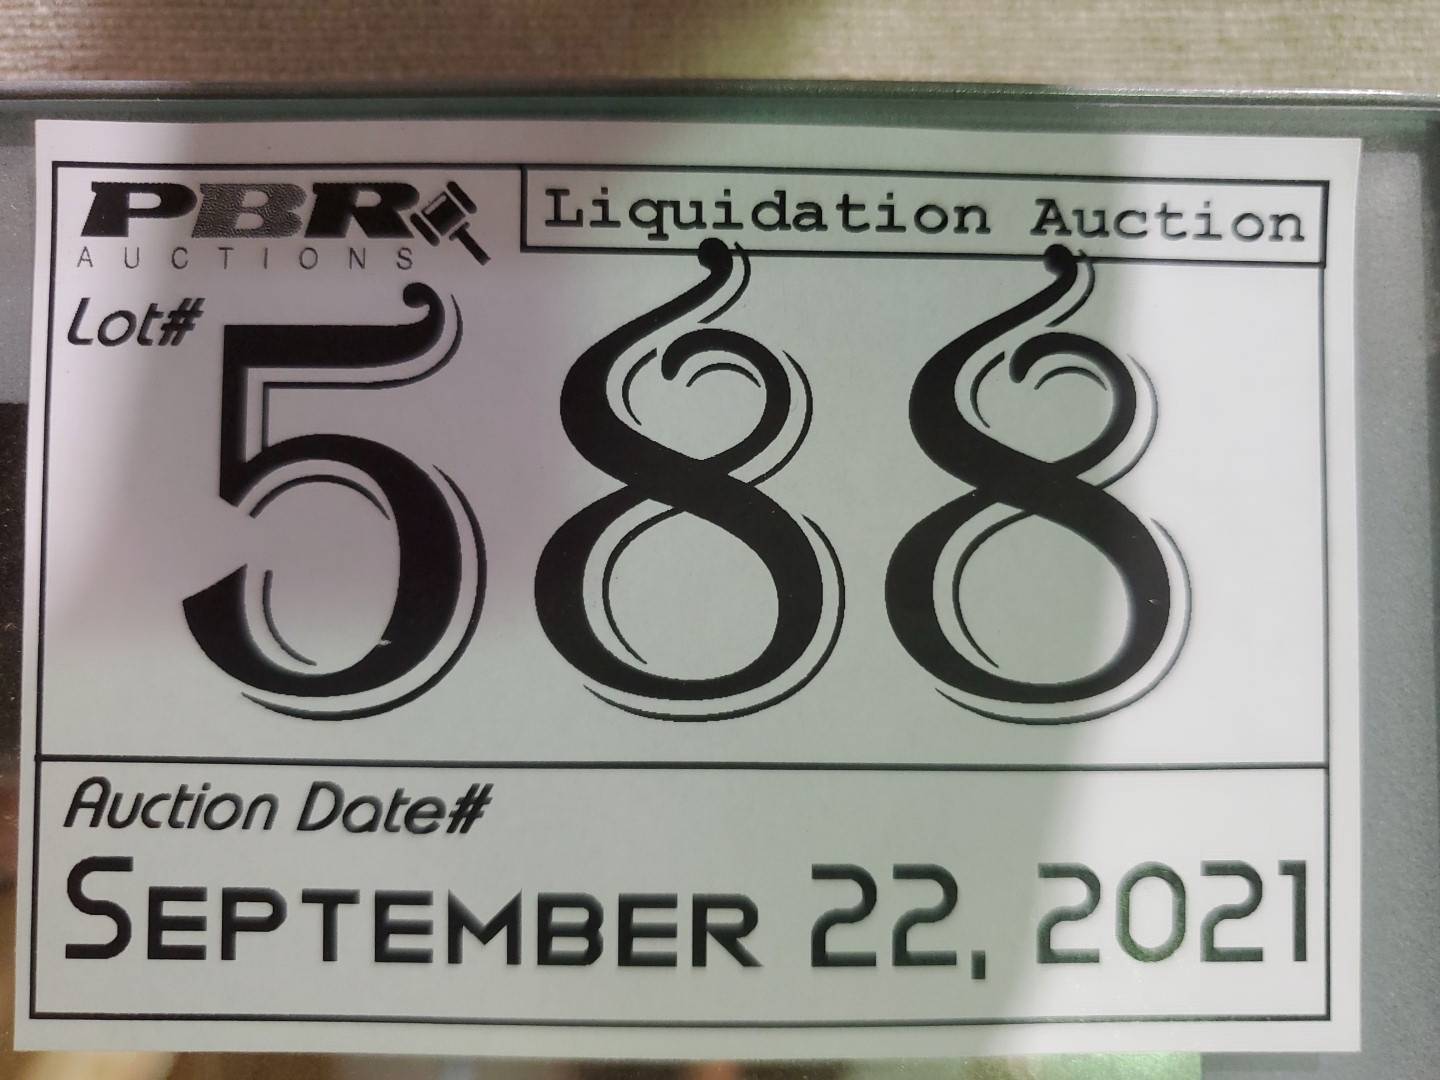 PBR
AUCTIONS
Liquidation Auction
Lot#
588
Auction Date#
SEPTEMBER 22, 2021